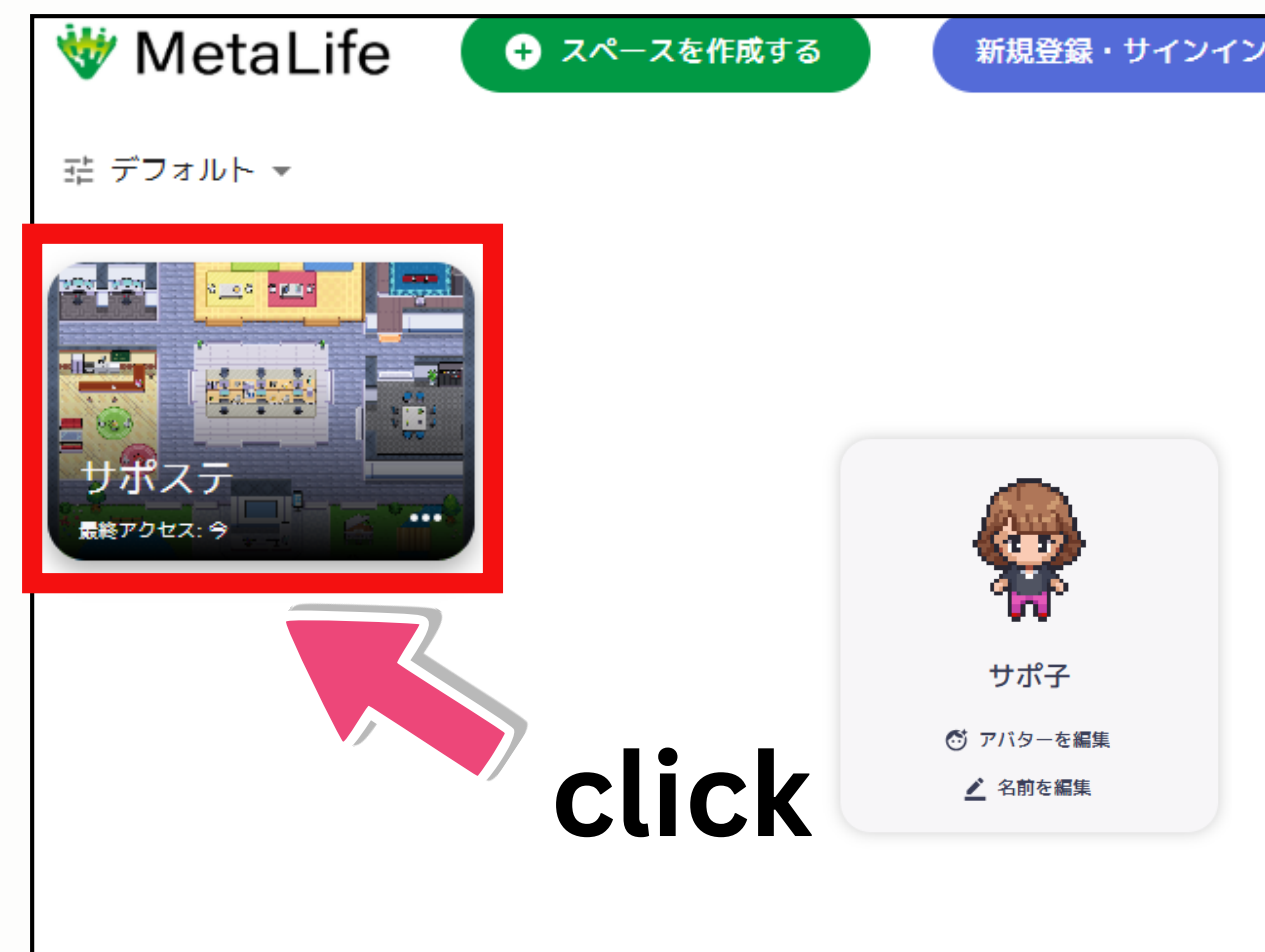 MetaLife
スペースを作成する
新規登録・サインイン
デフォルト
サポステ
最終アクセス: 今
click
サポ子
アバターを編集
名前を編集